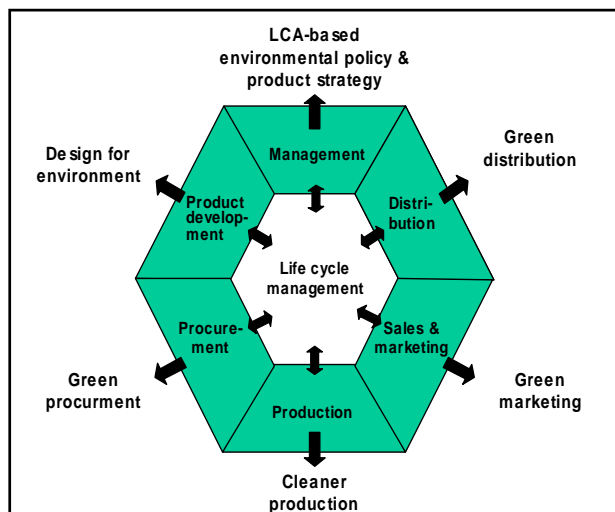 LCA-based
environmental policy &
product strategy
Management
Green
distribution
Distri-
bution
Design for
environment
Product
develop-
ment
Life cycle
management
Procure-
ment
Sales &
marketing
Green
procurment
Green
marketing
Production
Cleaner
production